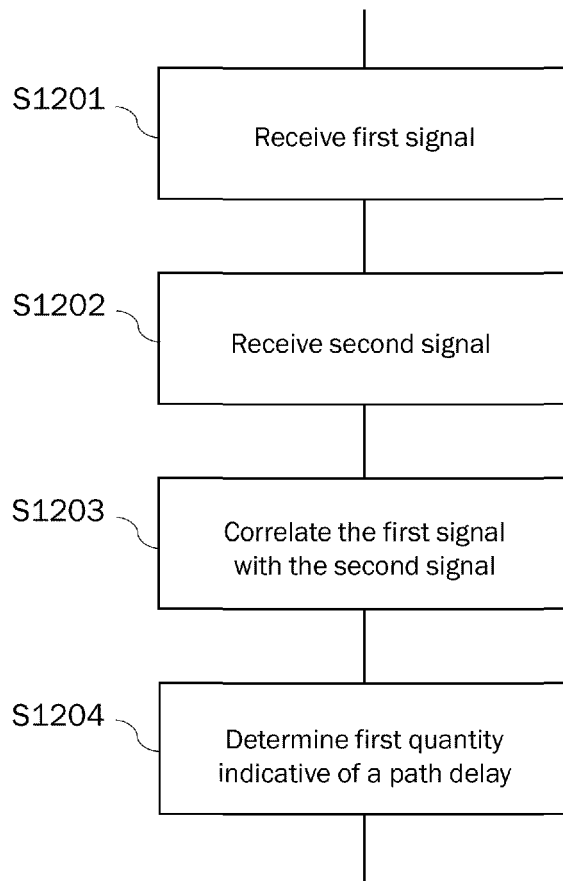 S1201
Receive first signal
S1202
Receive second signal
S1203
Correlate the first signal
with the second signal
S1204
Determine first quantity
indicative of a path delay